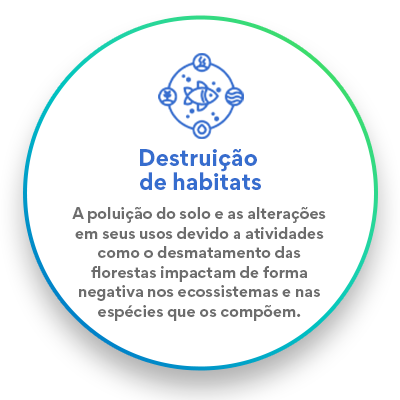 Destruição
de habitats
A poluição do solo e as alterações
em seus usos devido a atividades
como o desmatamento das
florestas impactam de forma
negativa nos ecossistemas e nas
espécies que os compõem.